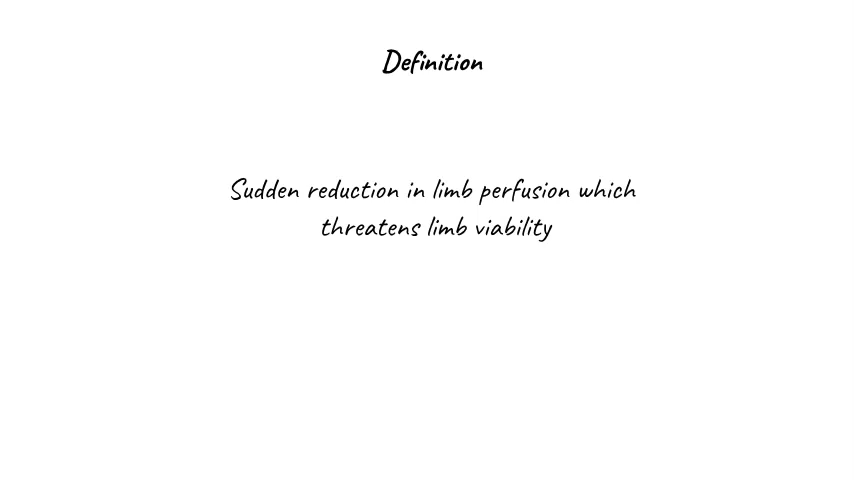 Definition
Sudden reduction in limb perfusion which
threatens limb viability